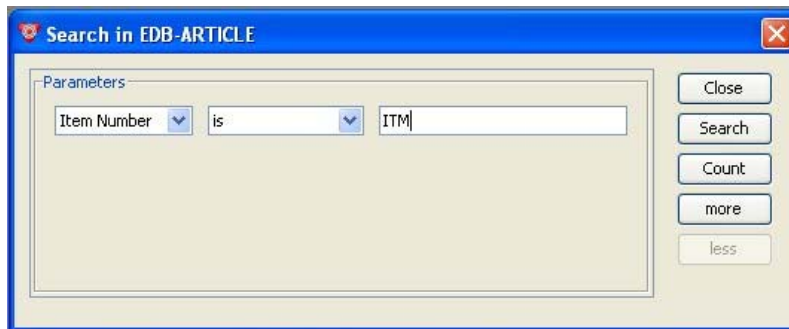 Search in EDB-ARTICLE
Parameters
Item Number is ITM
Close
Search
Count
more
less